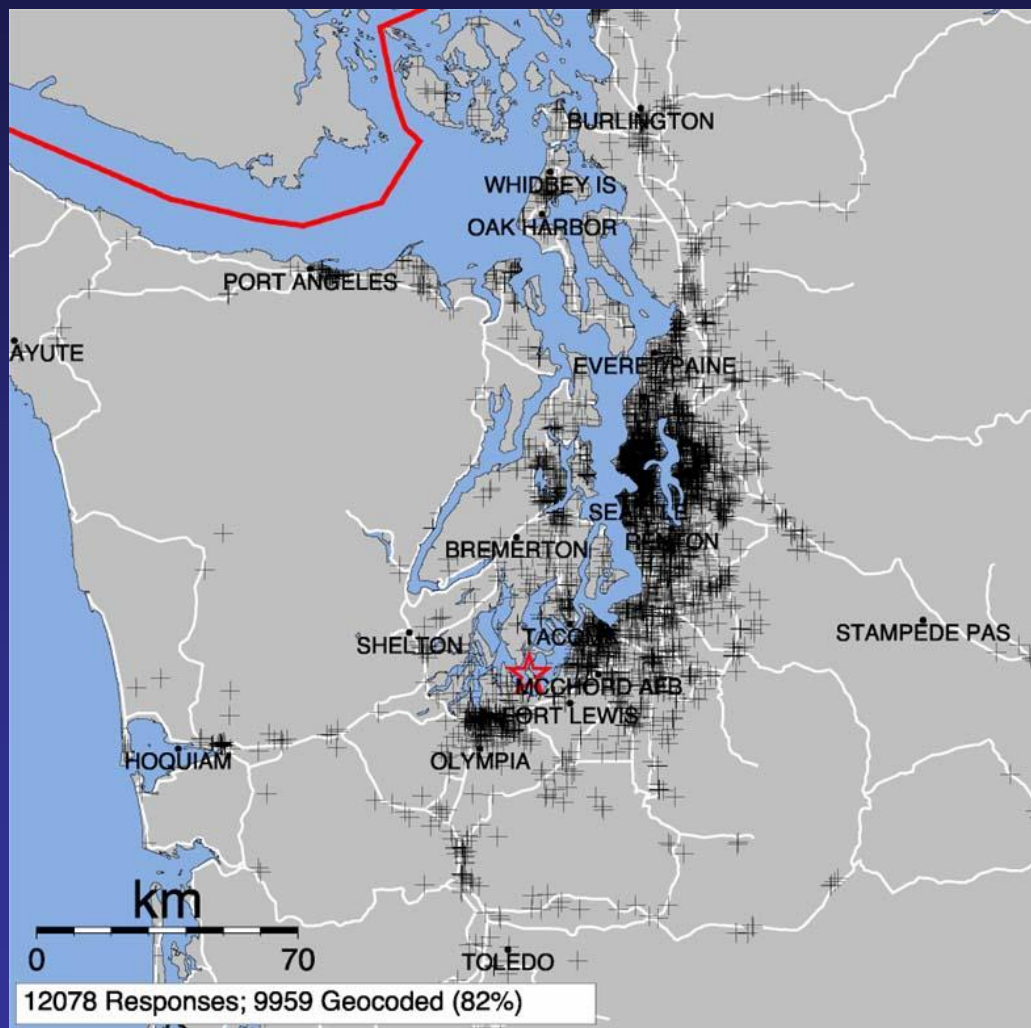 BURLINGTON
WHIDBEY IS
OAK HARBOR
PORT ANGELES
AYUTE
EVERET/PAINE
SEATTLE
RENTON
BREMERTON
STAMPEDE PAS
SHELTON
TACOMA
MCCHORD AFB
FORT LEWIS
HOQUIAM
OLYMPIA
km
0 70
TOLEDO
12078 Responses; 9959 Geocoded (82%)